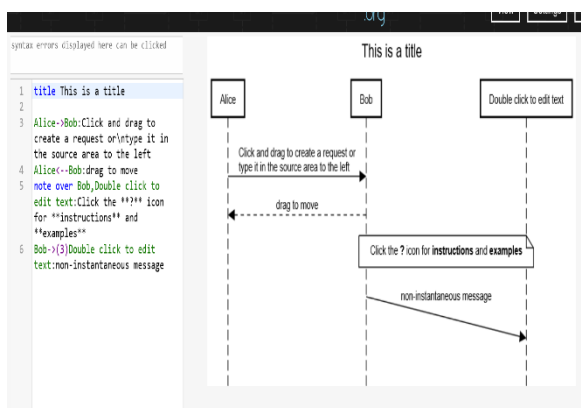 .org
View
Settings
syntax errors displayed here can be clicked
1 title This is a title
2
3 Alice->Bob:Click and drag to
create a request or\ntype it in
the source area to the left
4 Alice<--Bob:drag to move
5 note over Bob,Double click to
edit text:Click the **?** icon
for **instructions** and
**examples**
6 Bob->(3)Double click to edit
text:non-instantaneous message
This is a title
Alice
Bob
Double click to edit text
Click and drag to create a request or
type it in the source area to the left
drag to move
Click the ? icon for instructions and examples
non-instantaneous message